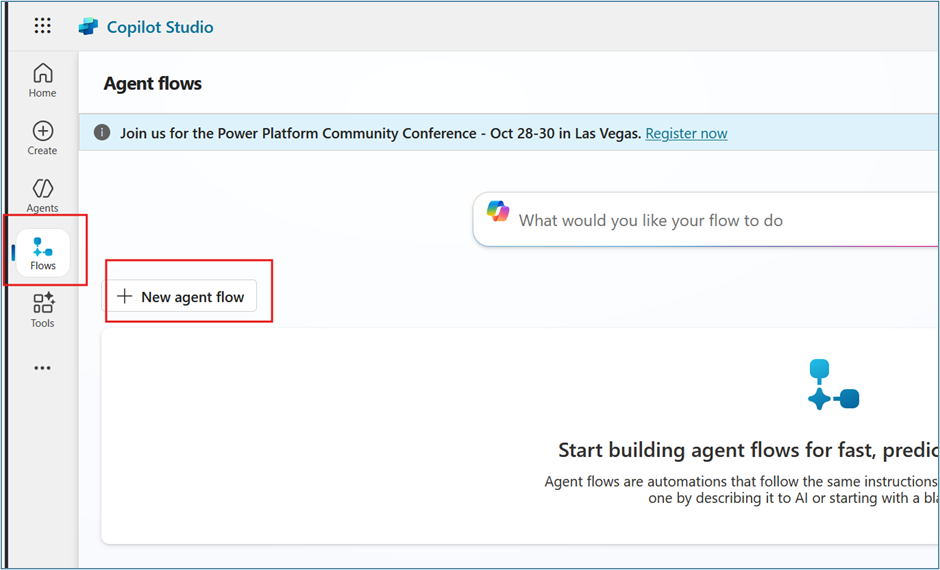 Copilot Studio
Home
Create
Agents
Flows
Tools
Agent flows
Join us for the Power Platform Community Conference - Oct 28-30 in Las Vegas. Register now
What would you like your flow to do
New agent flow
Start building agent flows for fast, predic
Agent flows are automations that follow the same instructions
one by describing it to AI or starting with a bla